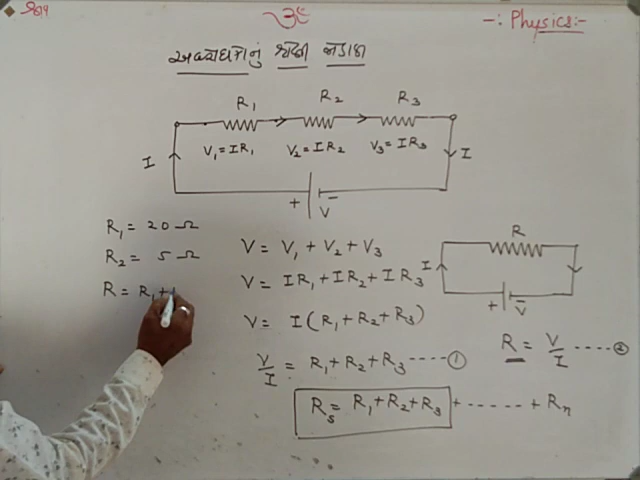 ૐ
-: Physics:-
અવરોધોનું શ્રેણી જોડાણ
R₁ R₂ R₃
V₁=IR₁ V₂=IR₂ V₃=IR₃
I I
+ V −
R₁ = 20 Ω
R₂ = 5 Ω
R = R₁+
V = V₁ + V₂ + V₃
V = IR₁ + IR₂ + IR₃
V = I(R₁+R₂+R₃)
V/I = R₁+R₂+R₃ ----- ①
Rₛ = R₁+R₂+R₃ + ------ + Rₙ
R
I
+ V −
R = V/I ---- ②